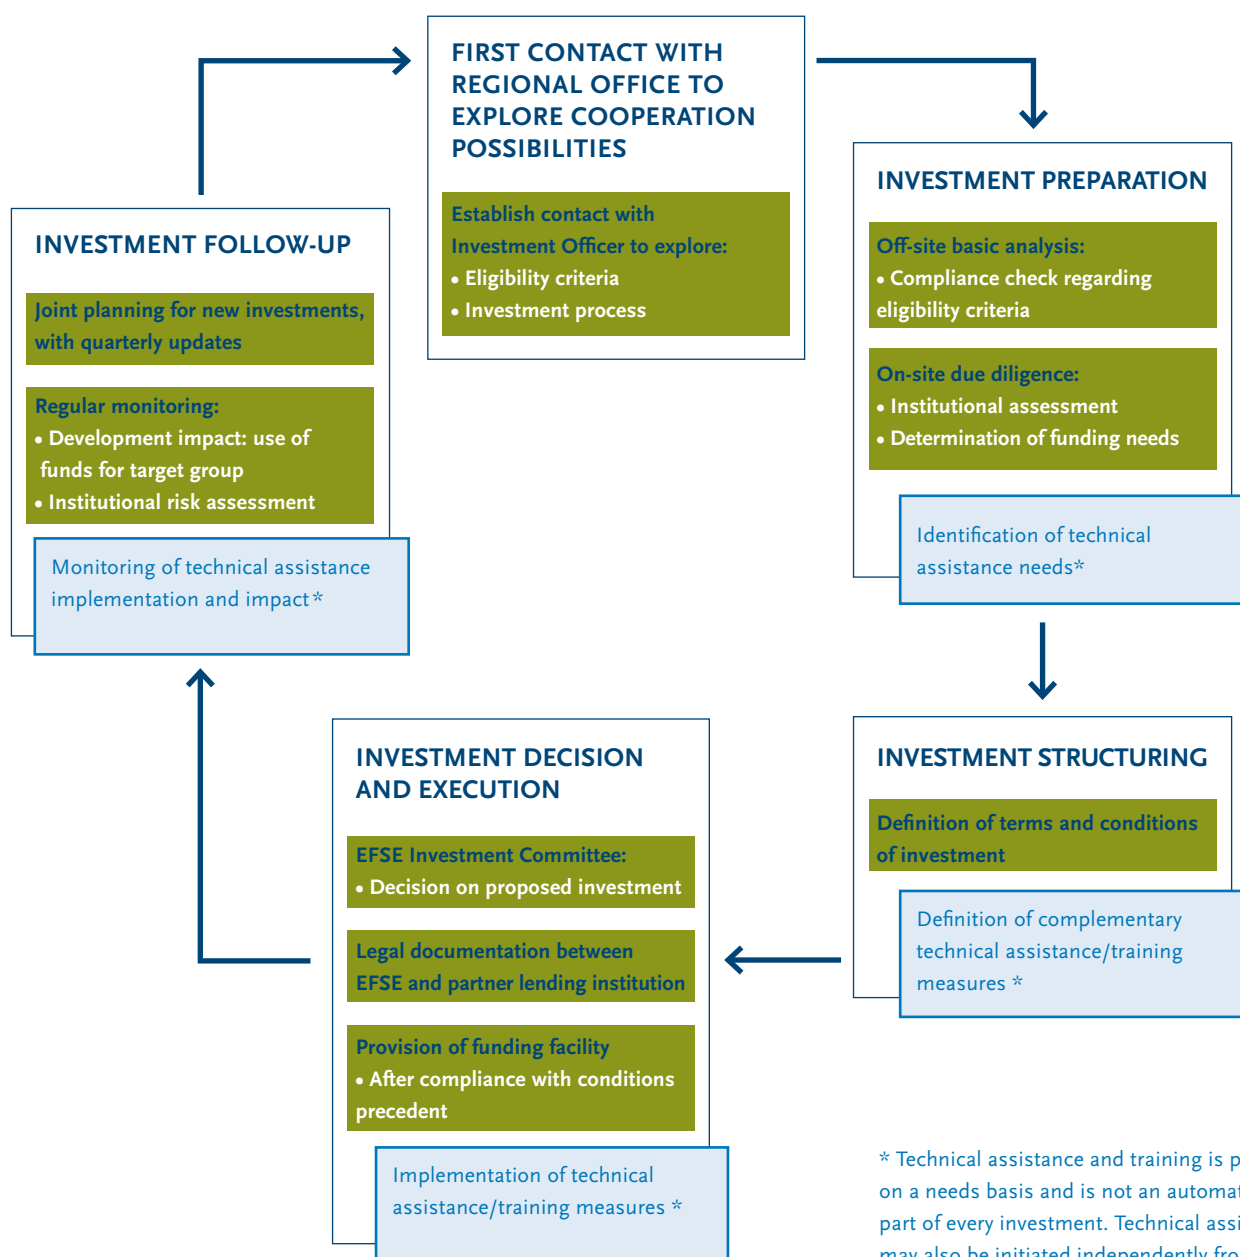 FIRST CONTACT WITH
REGIONAL OFFICE TO
EXPLORE COOPERATION
POSSIBILITIES
Establish contact with
Investment Officer to explore:
• Eligibility criteria
• Investment process
INVESTMENT PREPARATION
Off-site basic analysis:
• Compliance check regarding
eligibility criteria
On-site due diligence:
• Institutional assessment
• Determination of funding needs
Identification of technical
assistance needs*
INVESTMENT STRUCTURING
Definition of terms and conditions
of investment
Definition of complementary
technical assistance/training
measures *
INVESTMENT DECISION
AND EXECUTION
EFSE Investment Committee:
• Decision on proposed investment
Legal documentation between
EFSE and partner lending institution
Provision of funding facility
• After compliance with conditions
precedent
Implementation of technical
assistance/training measures *
INVESTMENT FOLLOW-UP
Joint planning for new investments,
with quarterly updates
Regular monitoring:
• Development impact: use of
funds for target group
• Institutional risk assessment
Monitoring of technical assistance
implementation and impact *
* Technical assistance and training is
on a needs basis and is not an
part of every investment. Technical
may also be initiated independently